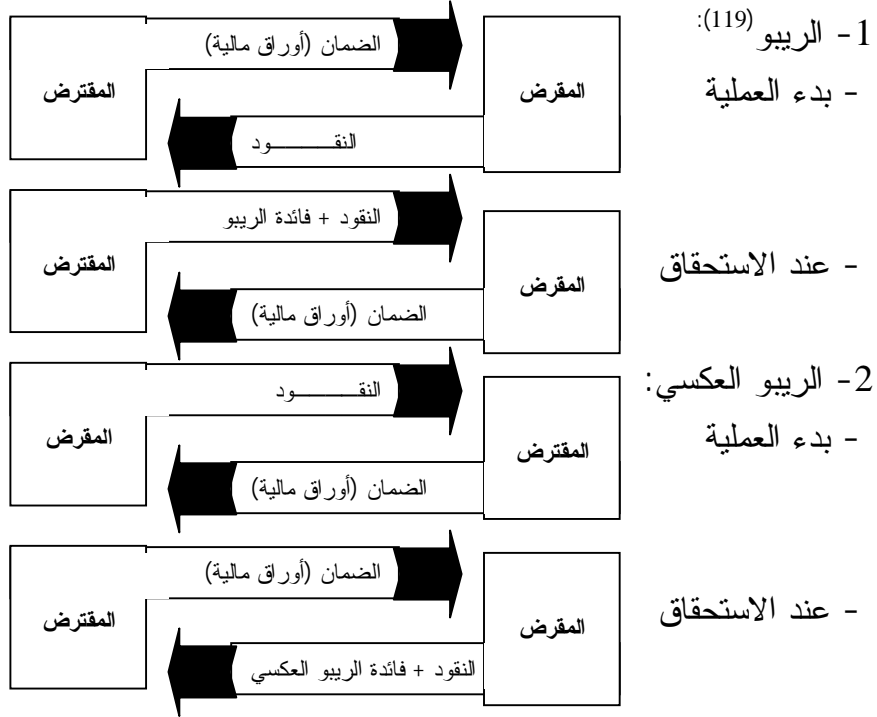 1- الريبو(119):
- بدء العملية
المقرض
الضمان (أوراق مالية)
النقــــــــود
المقترض
- عند الاستحقاق
المقرض
النقود + فائدة الريبو
الضمان (أوراق مالية)
المقترض
2- الريبو العكسي:
- بدء العملية
المقترض
النقــــــــود
الضمان (أوراق مالية)
المقرض
- عند الاستحقاق
المقرض
الضمان (أوراق مالية)
النقود + فائدة الريبو العكسي
المقترض